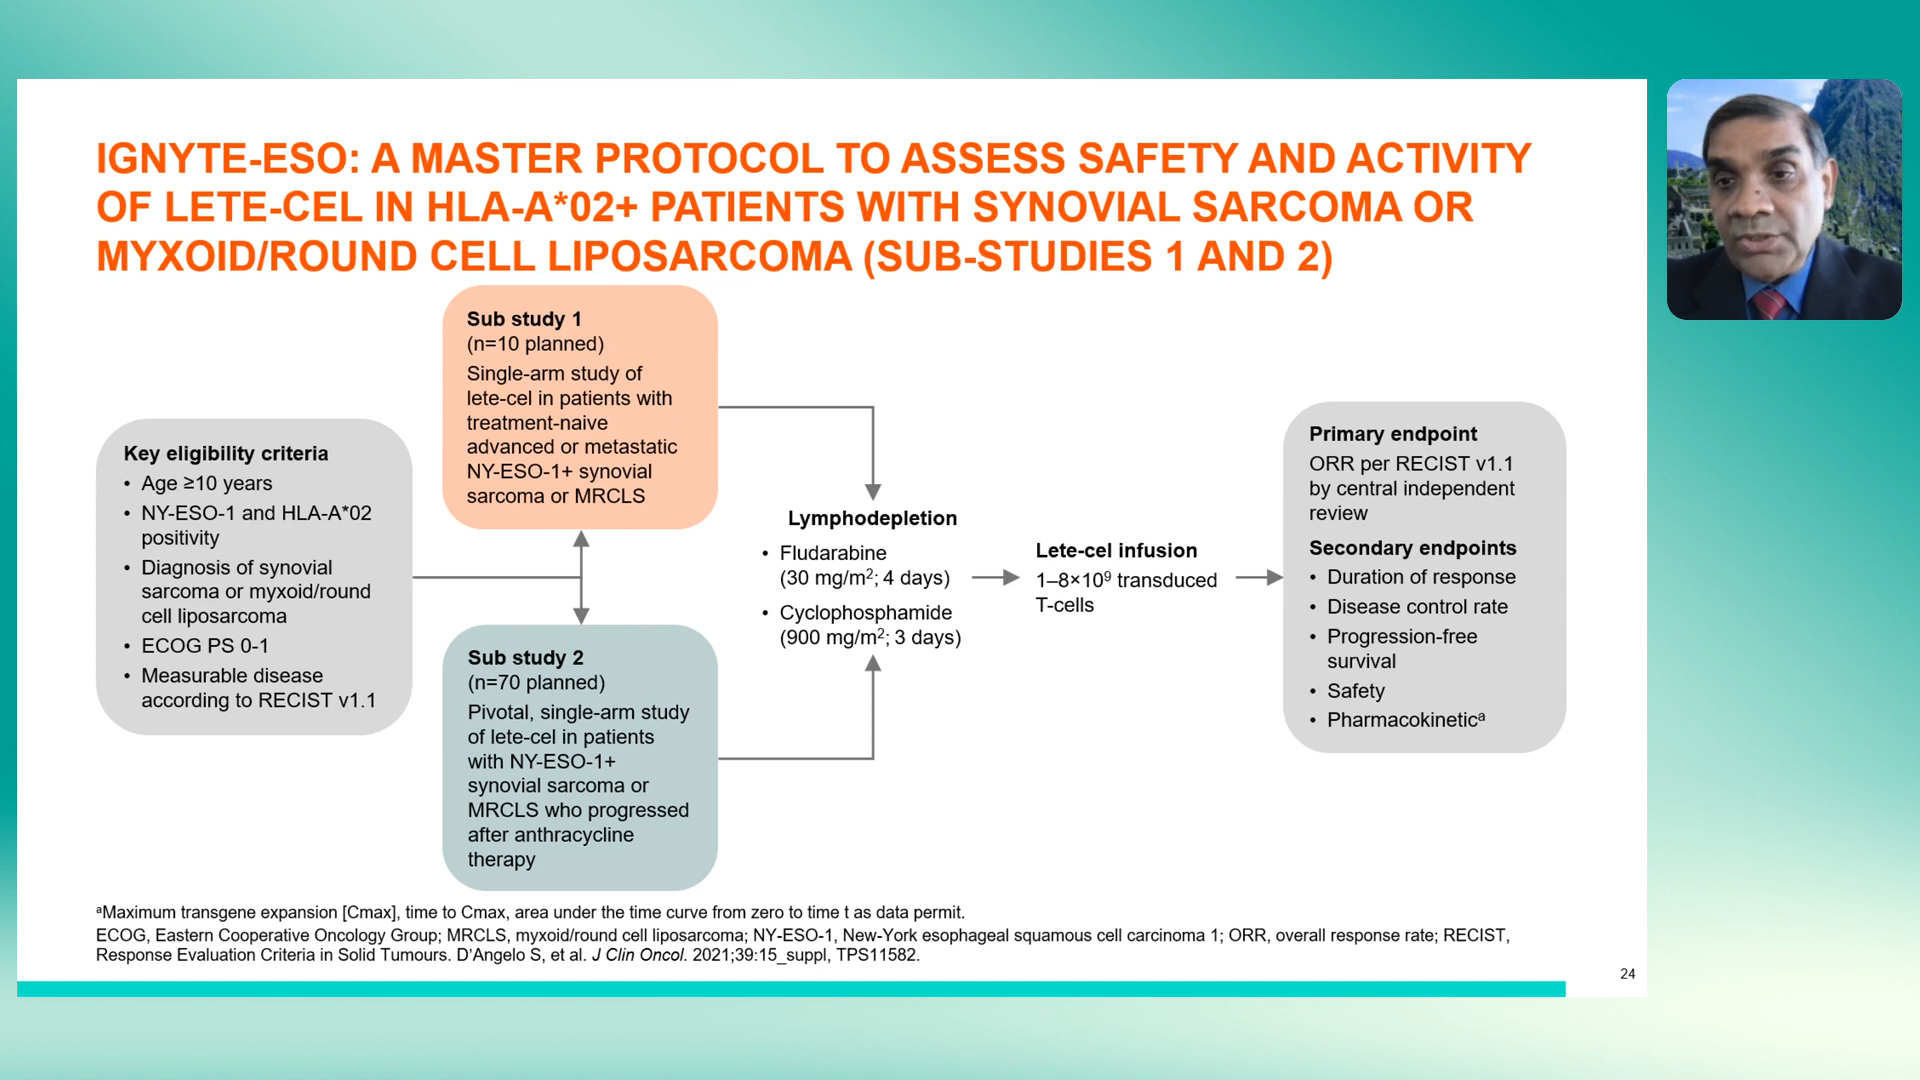 IGNYTE-ESO: A MASTER PROTOCOL TO ASSESS SAFETY AND ACTIVITY
OF LETE-CEL IN HLA-A*02+ PATIENTS WITH SYNOVIAL SARCOMA OR
MYXOID/ROUND CELL LIPOSARCOMA (SUB-STUDIES 1 AND 2)
Key eligibility criteria
• Age ≥10 years
• NY-ESO-1 and HLA-A*02
positivity
• Diagnosis of synovial
sarcoma or myxoid/round
cell liposarcoma
• ECOG PS 0-1
• Measurable disease
according to RECIST v1.1
Sub study 1
(n=10 planned)
Single-arm study of
lete-cel in patients with
treatment-naive
advanced or metastatic
NY-ESO-1+ synovial
sarcoma or MRCLS
Sub study 2
(n=70 planned)
Pivotal, single-arm study
of lete-cel in patients
with NY-ESO-1+
synovial sarcoma or
MRCLS who progressed
after anthracycline
therapy
Lymphodepletion
• Fludarabine
(30 mg/m²; 4 days)
• Cyclophosphamide
(900 mg/m²; 3 days)
Lete-cel infusion
1–8×10⁹ transduced
T-cells
Primary endpoint
ORR per RECIST v1.1
by central independent
review
Secondary endpoints
• Duration of response
• Disease control rate
• Progression-free
survival
• Safety
• Pharmacokineticᵃ
ᵃMaximum transgene expansion [Cmax], time to Cmax, area under the time curve from zero to time t as data permit.
ECOG, Eastern Cooperative Oncology Group; MRCLS, myxoid/round cell liposarcoma; NY-ESO-1, New-York esophageal squamous cell carcinoma 1; ORR, overall response rate; RECIST,
Response Evaluation Criteria in Solid Tumours. D'Angelo S, et al. J Clin Oncol. 2021;39:15_suppl, TPS11582.
24